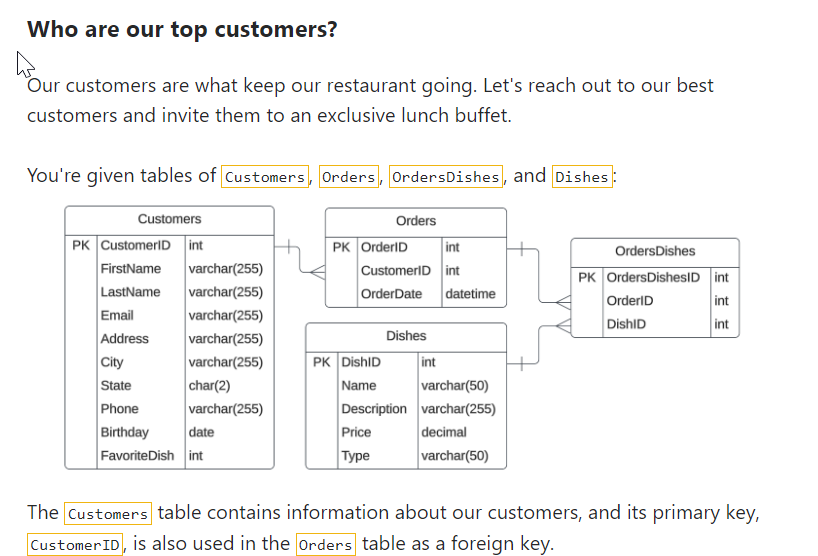 Who are our top customers?
Our customers are what keep our restaurant going. Let's reach out to our best
customers and invite them to an exclusive lunch buffet.
You're given tables of Customers, Orders, OrdersDishes, and Dishes:
Customers
PK CustomerID int
FirstName varchar(255)
LastName varchar(255)
Email varchar(255)
Address varchar(255)
City varchar(255)
State char(2)
Phone varchar(255)
Birthday date
FavoriteDish int
Orders
PK OrderID int
CustomerID int
OrderDate datetime
Dishes
PK DishID int
Name varchar(50)
Description varchar(255)
Price decimal
Type varchar(50)
OrdersDishes
PK OrdersDishesID int
OrderID int
DishID int
The Customers table contains information about our customers, and its primary key,
CustomerID, is also used in the Orders table as a foreign key.